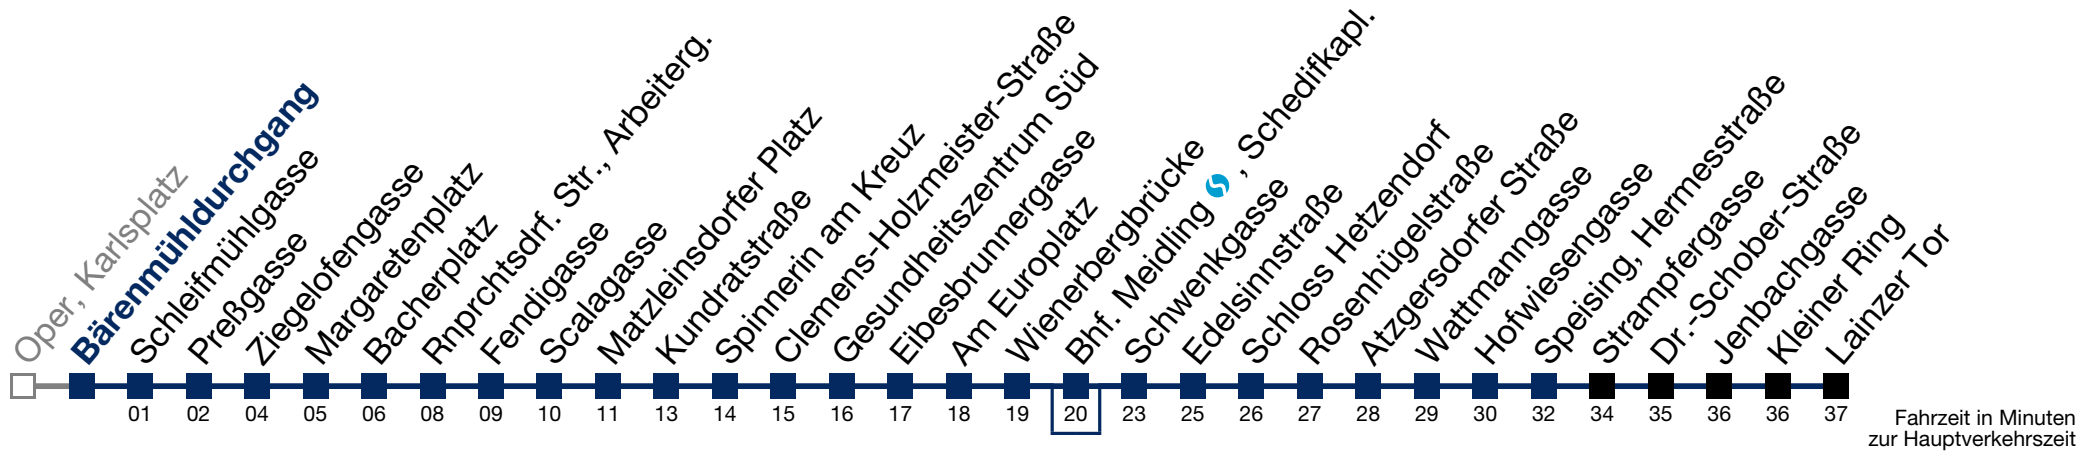 Oper, Karlsplatz
Bärenmühldurchgang
Schleifmühlgasse
Preßgasse
Ziegelofengasse
Margaretenplatz
Bacherplatz
Rnprchtsdrf. Str., Arbeiterg.
Fendigasse
Scalagasse
Matzleinsdorfer Platz
Kundratstraße
Spinnerin am Kreuz
Clemens-Holzmeister-Straße
Gesundheitszentrum Süd
Eibesbrunnergasse
Am Europlatz
Wienerbergbrücke
Bhf. Meidling , Schedifkapl.
Schwenkgasse
Edelsinnstraße
Schloss Hetzendorf
Rosenhügelstraße
Atzgersdorfer Straße
Wattmanngasse
Hofwiesengasse
Speising, Hermesstraße
Strampfergasse
Dr.-Schober-Straße
Jenbachgasse
Kleiner Ring
Lainzer Tor
01 02 04 05 06 08 09 10 11 13 14 15 16 17 18 19 20 23 25 26 27 28 29 30 32 34 35 36 36 37
Fahrzeit in Minuten
zur Hauptverkehrszeit